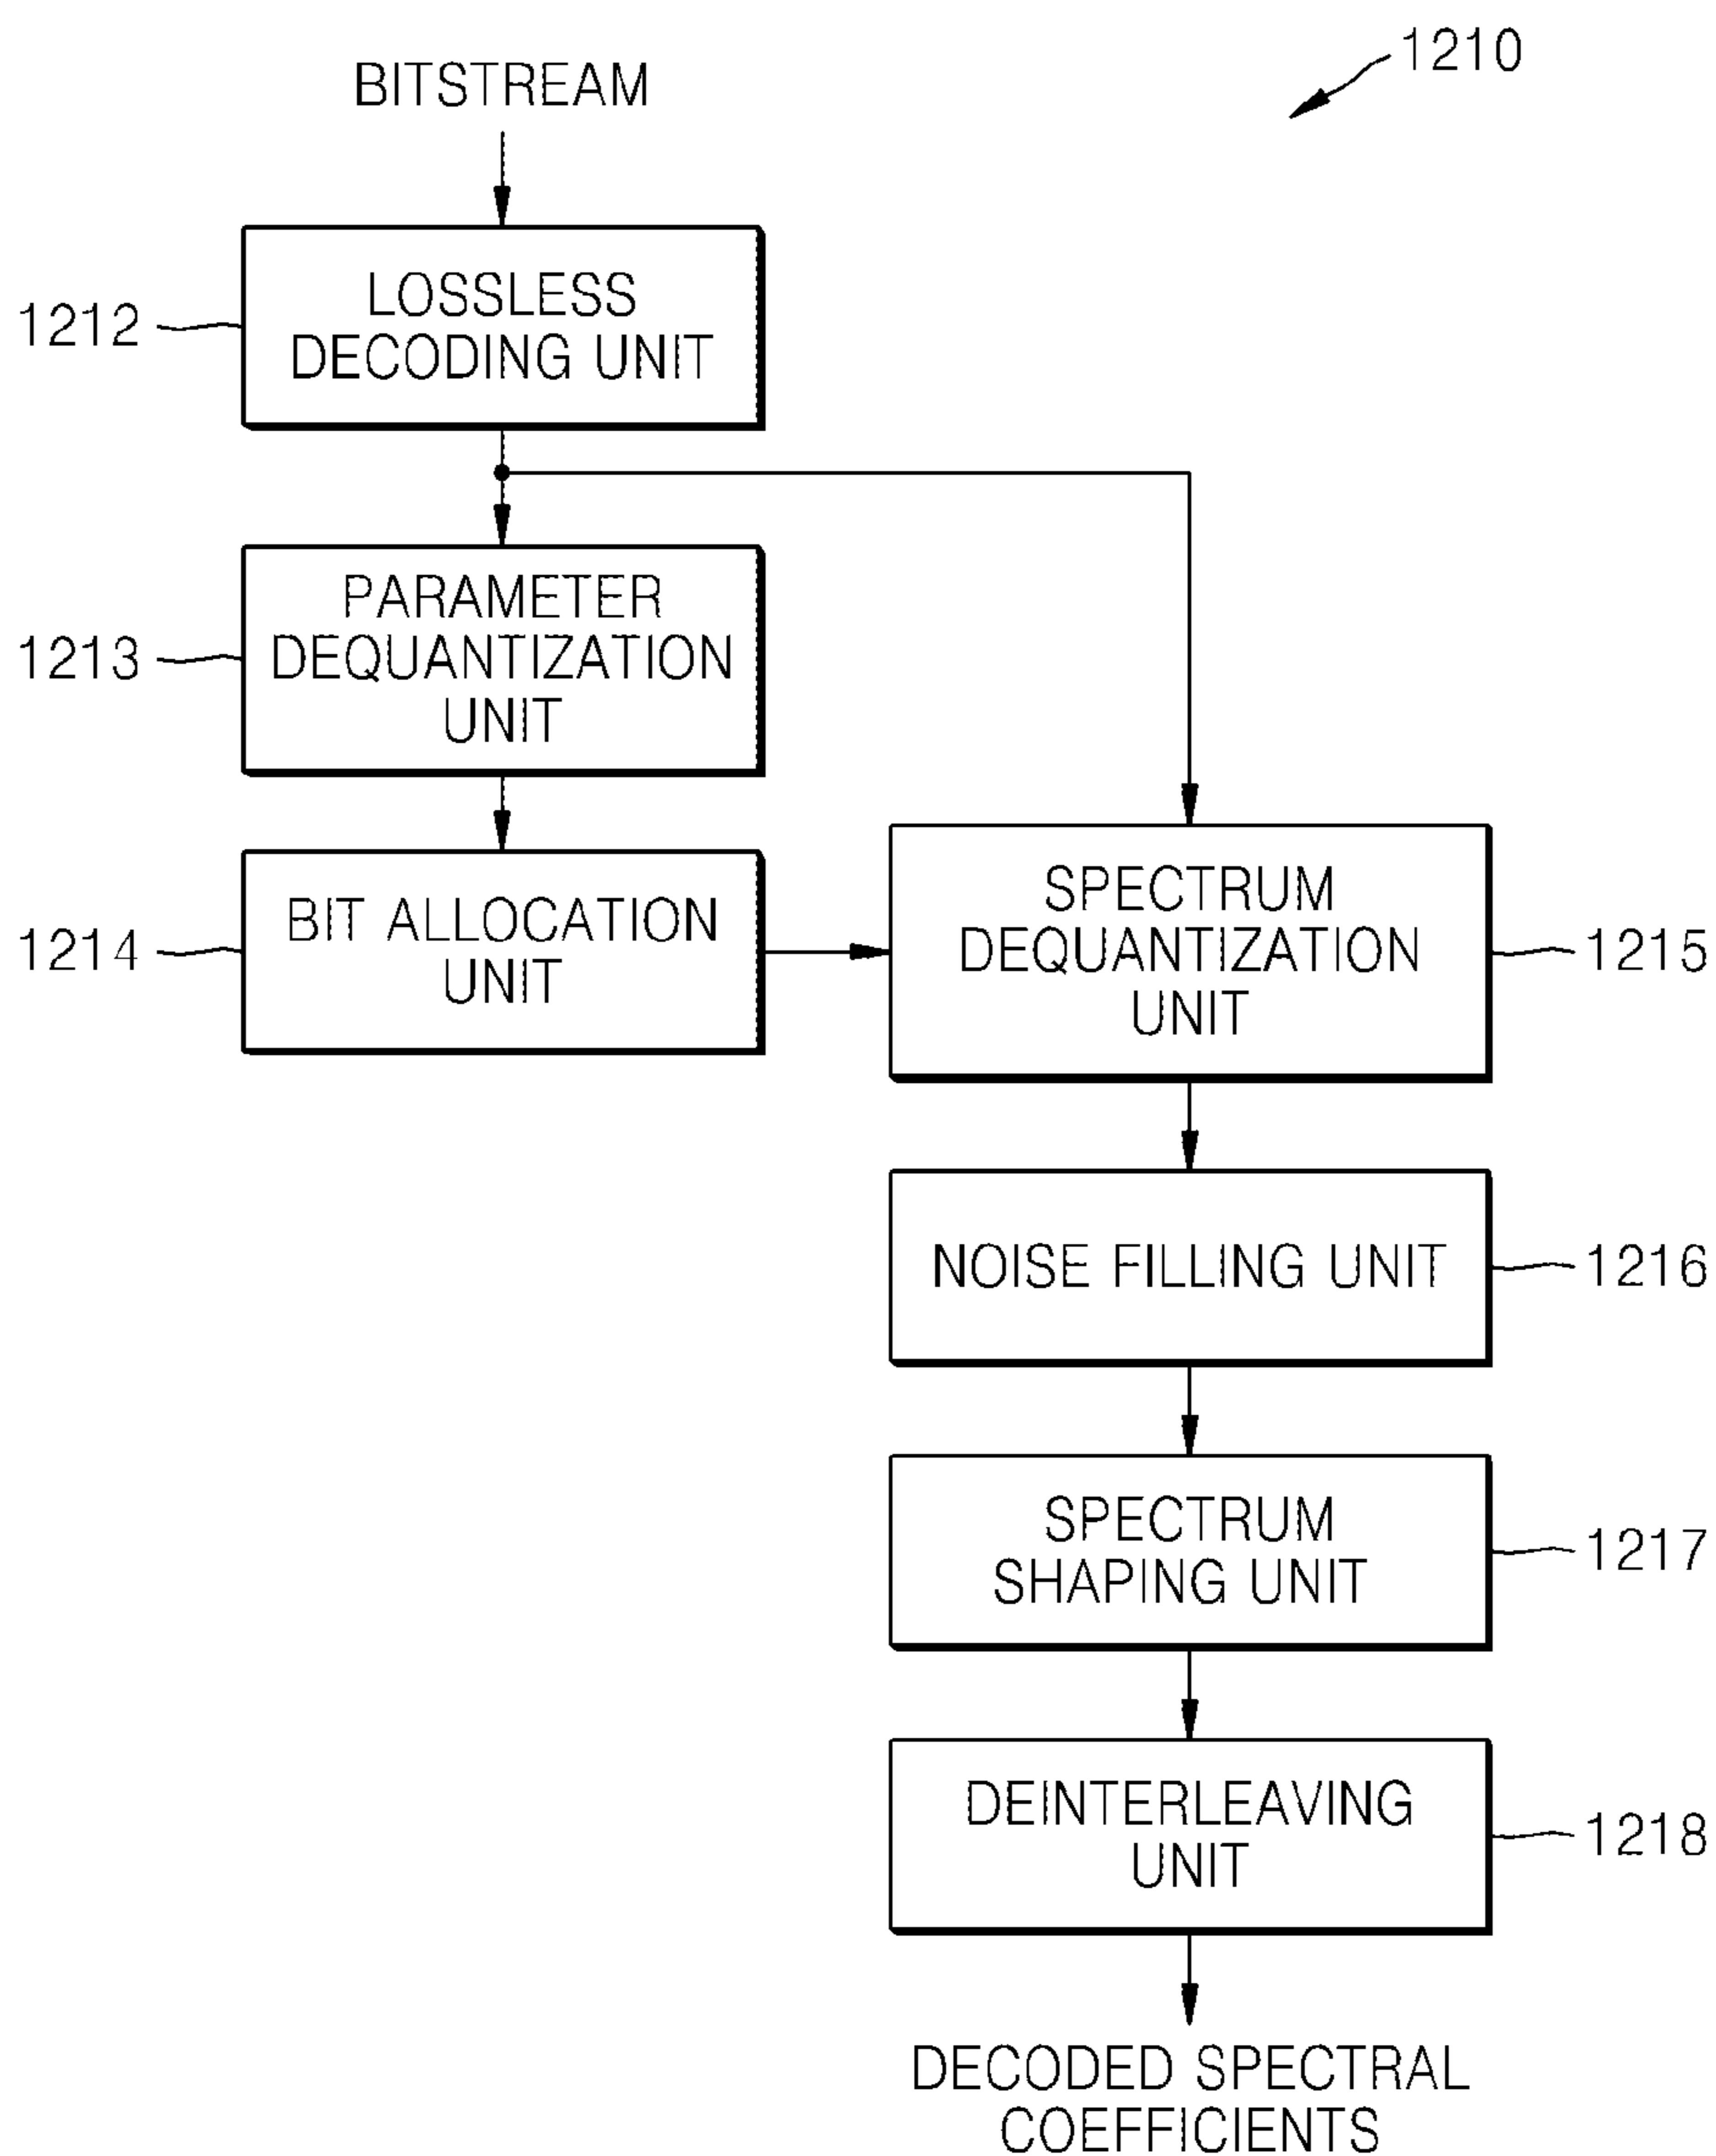 1210
BITSTREAM
1212
LOSSLESS
DECODING UNIT
1213
PARAMETER
DEQUANTIZATION
UNIT
1214
BIT ALLOCATION
UNIT
SPECTRUM
DEQUANTIZATION
UNIT
1215
NOISE FILLING UNIT
1216
SPECTRUM
SHAPING UNIT
1217
DEINTERLEAVING
UNIT
1218
DECODED SPECTRAL
COEFFICIENTS